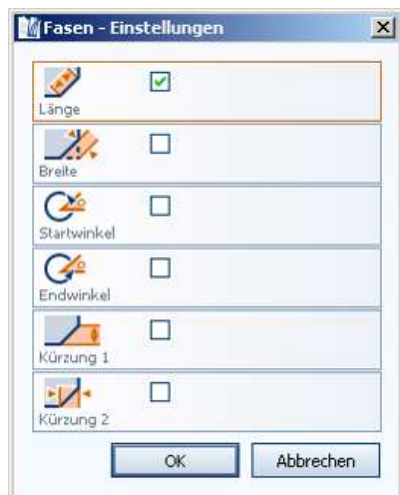 Fasen - Einstellungen
Länge
Breite
Startwinkel
Endwinkel
Kürzung 1
Kürzung 2
OK
Abbrechen